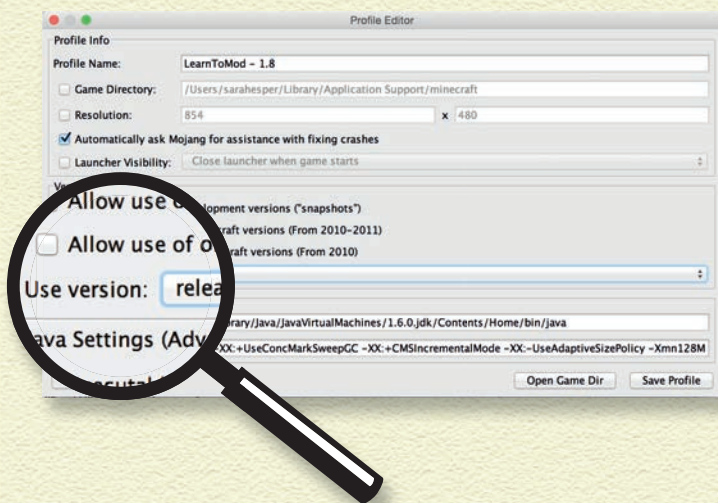 Profile Editor
Profile Info
Profile Name: LearnToMod - 1.8
Game Directory: /Users/sarahesper/Library/Application Support/minecraft
Resolution: 854 x 480
Automatically ask Mojang for assistance with fixing crashes
Launcher Visibility: Close launcher when game starts
Allow use opment versions ("snapshots")
Allow use of o raft versions (From 2010-2011)
raft versions (From 2010)
Use version: relea
rary/Java/JavaVirtualMachines/1.6.0.jdk/Contents/Home/bin/java
ava Settings (Adv XX:+UseConcMarkSweepGC -XX:+CMSIncrementalMode -XX:-UseAdaptiveSizePolicy -Xmn128M
Open Game Dir Save Profile